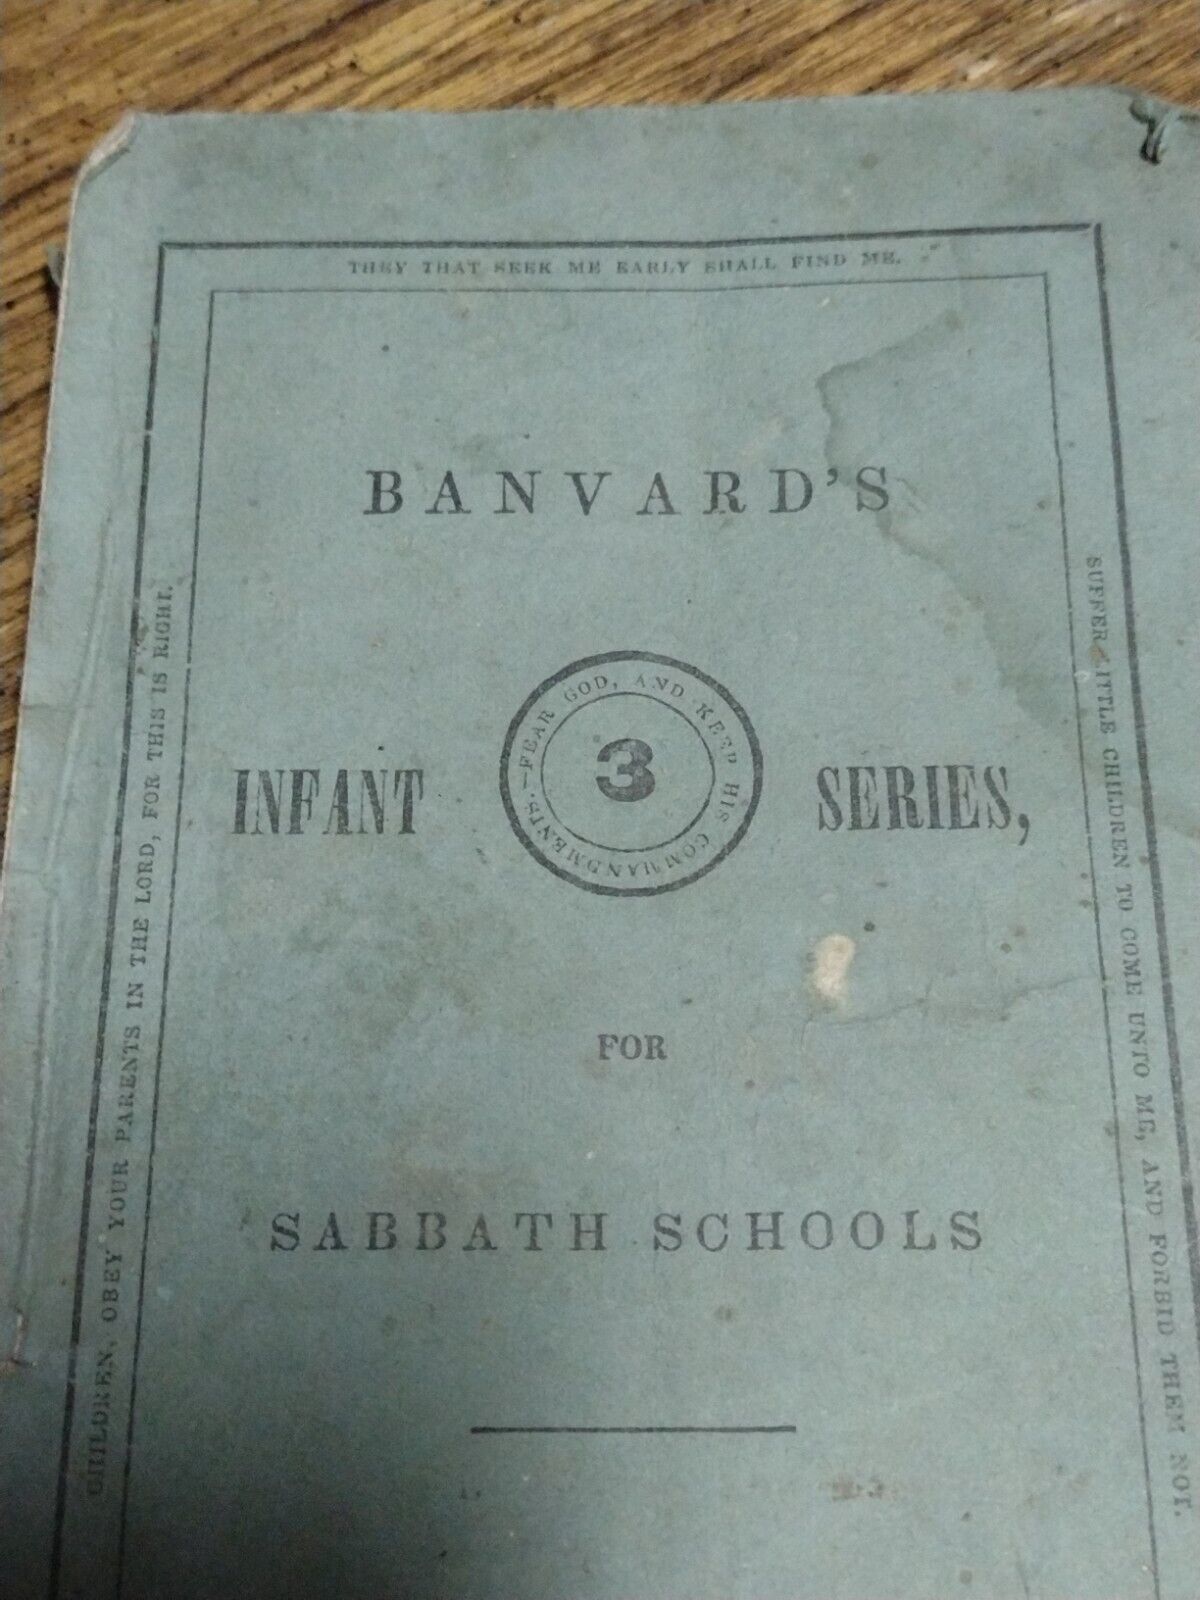 THEY THAT SEEK ME EARLY SHALL FIND ME.
BANVARD'S
INFANT 3 SERIES,
FEAR GOD, AND KEEP HIS COMMANDMENTS.—
FOR
SABBATH SCHOOLS
CHILDREN, OBEY YOUR PARENTS IN THE LORD, FOR THIS IS RIGHT.
SUFFER LITTLE CHILDREN TO COME UNTO ME, AND FORBID THEM NOT.